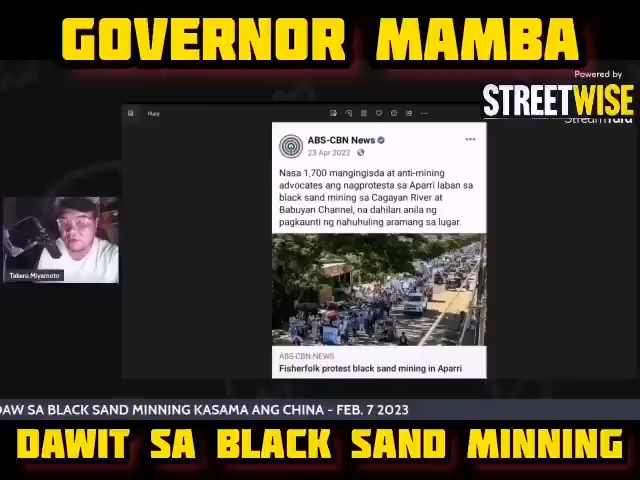 GOVERNOR MAMBA
Powered by
STREETWISE
ABS-CBN News
23 Apr 2022
Nasa 1,700 mangingisda at anti-mining
advocates ang nagprotesta sa Aparri laban sa
black sand mining sa Cagayan River at
Babuyan Channel, na dahilan anila ng
pagkaunti ng nahuhuling aramang sa lugar.
Takeru Miyamoto
ABS-CBN.NEWS
Fisherfolk protest black sand mining in Aparri
DAW SA BLACK SAND MINNING KASAMA ANG CHINA - FEB. 7 2023
DAWIT SA BLACK SAND MINNING